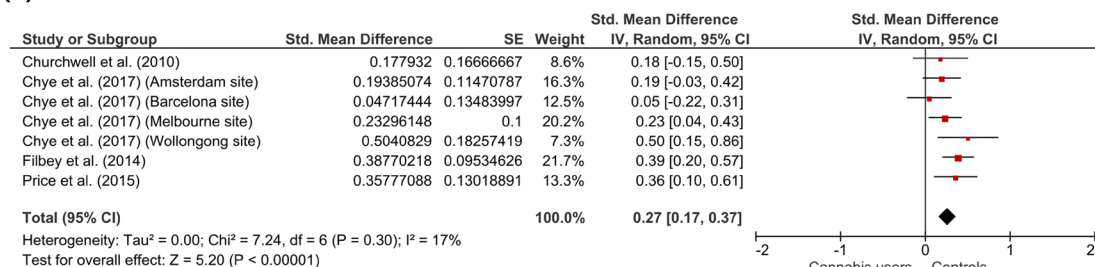 Std. Mean Difference Std. Mean Difference
Study or Subgroup Std. Mean Difference SE Weight IV, Random, 95% CI IV, Random, 95% CI
Churchwell et al. (2010) 0.177932 0.16666667 8.6% 0.18 [-0.15, 0.50]
Chye et al. (2017) (Amsterdam site) 0.19385074 0.11470787 16.3% 0.19 [-0.03, 0.42]
Chye et al. (2017) (Barcelona site) 0.04717444 0.13483997 12.5% 0.05 [-0.22, 0.31]
Chye et al. (2017) (Melbourne site) 0.23296148 0.1 20.2% 0.23 [0.04, 0.43]
Chye et al. (2017) (Wollongong site) 0.5040829 0.18257419 7.3% 0.50 [0.15, 0.86]
Filbey et al. (2014) 0.38770218 0.09534626 21.7% 0.39 [0.20, 0.57]
Price et al. (2015) 0.35777088 0.13018891 13.3% 0.36 [0.10, 0.61]
Total (95% CI) 100.0% 0.27 [0.17, 0.37]
Heterogeneity: Tau² = 0.00; Chi² = 7.24, df = 6 (P = 0.30); I² = 17%
Test for overall effect: Z = 5.20 (P < 0.00001)
-2 -1 0 1 2
Cannabis users Controls